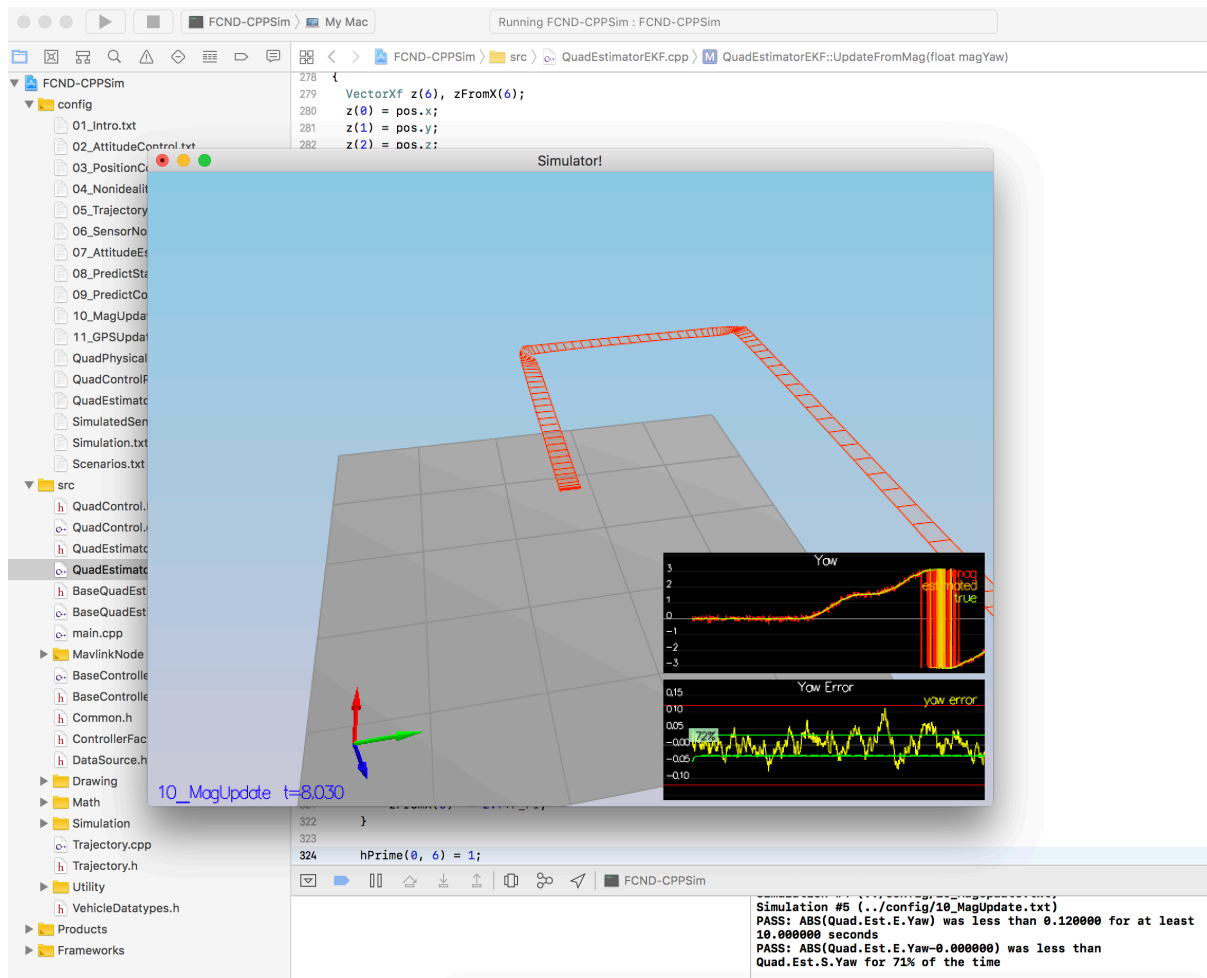 FCND-CPPSim
My Mac
Running FCND-CPPSim : FCND-CPPSim
FCND-CPPSim
src
QuadEstimatorEKF.cpp
M
QuadEstimatorEKF::UpdateFromMag(float magYaw)
FCND-CPPSim
config
01_Intro.txt
02_AttitudeControl.txt
03_PositionCo
04_Nonidealit
05_Trajectory
06_SensorNo
07_AttitudeEs
08_PredictSta
09_PredictCo
10_MagUpdat
11_GPSUpdat
QuadPhysical
QuadControlP
QuadEstimato
SimulatedSen
Simulation.txt
Scenarios.txt
src
h QuadControl.h
QuadControl.c
h QuadEstimato
QuadEstimato
h BaseQuadEst
BaseQuadEst
main.cpp
MavlinkNode
BaseControlle
h BaseControlle
h Common.h
h ControllerFac
h DataSource.h
Drawing
Math
Simulation
Trajectory.cpp
h Trajectory.h
Utility
h VehicleDatatypes.h
Products
Frameworks
278 {
279 VectorXf z(6), zFromX(6);
280 z(0) = pos.x;
281 z(1) = pos.y;
282 z(2) = pos.z;
Simulator!
Yaw
3
2
1
0
-1
-2
-3
mag
estimated
true
Yaw Error
yaw error
0.15
0.10
0.05
-0.00
-0.05
-0.10
72%
10_MagUpdate t=8.030
322 }
323
324 hPrime(0, 6) = 1;
FCND-CPPSim
Simulation #5 (../config/10_MagUpdate.txt)
PASS: ABS(Quad.Est.E.Yaw) was less than 0.120000 for at least
10.000000 seconds
PASS: ABS(Quad.Est.E.Yaw-0.000000) was less than
Quad.Est.S.Yaw for 71% of the time